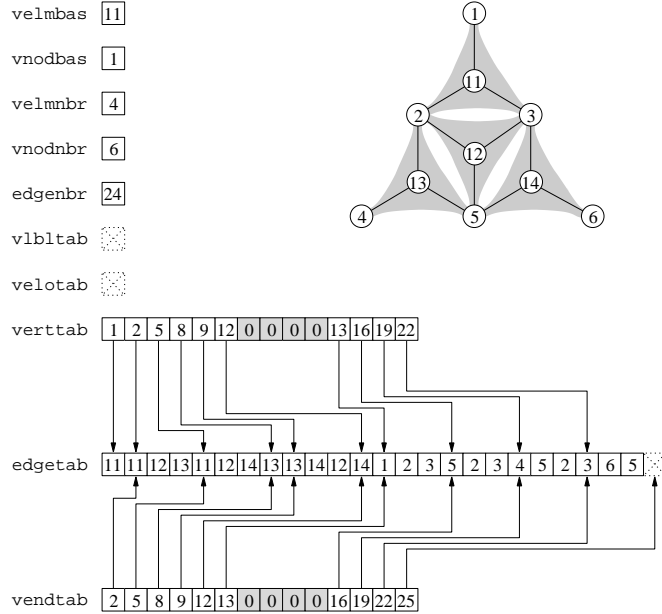 velmbas 11
vnodbas 1
velmnbr 4
vnodnbr 6
edgenbr 24
vlbltab
velotab
1
11
2 3
12
13 14
4 5 6
verttab 1 2 5 8 9 12 0 0 0 0 13 16 19 22
edgetab 11 11 12 13 11 12 14 13 13 14 12 14 1 2 3 5 2 3 4 5 2 3 6 5
vendtab 2 5 8 9 12 13 0 0 0 0 16 19 22 25